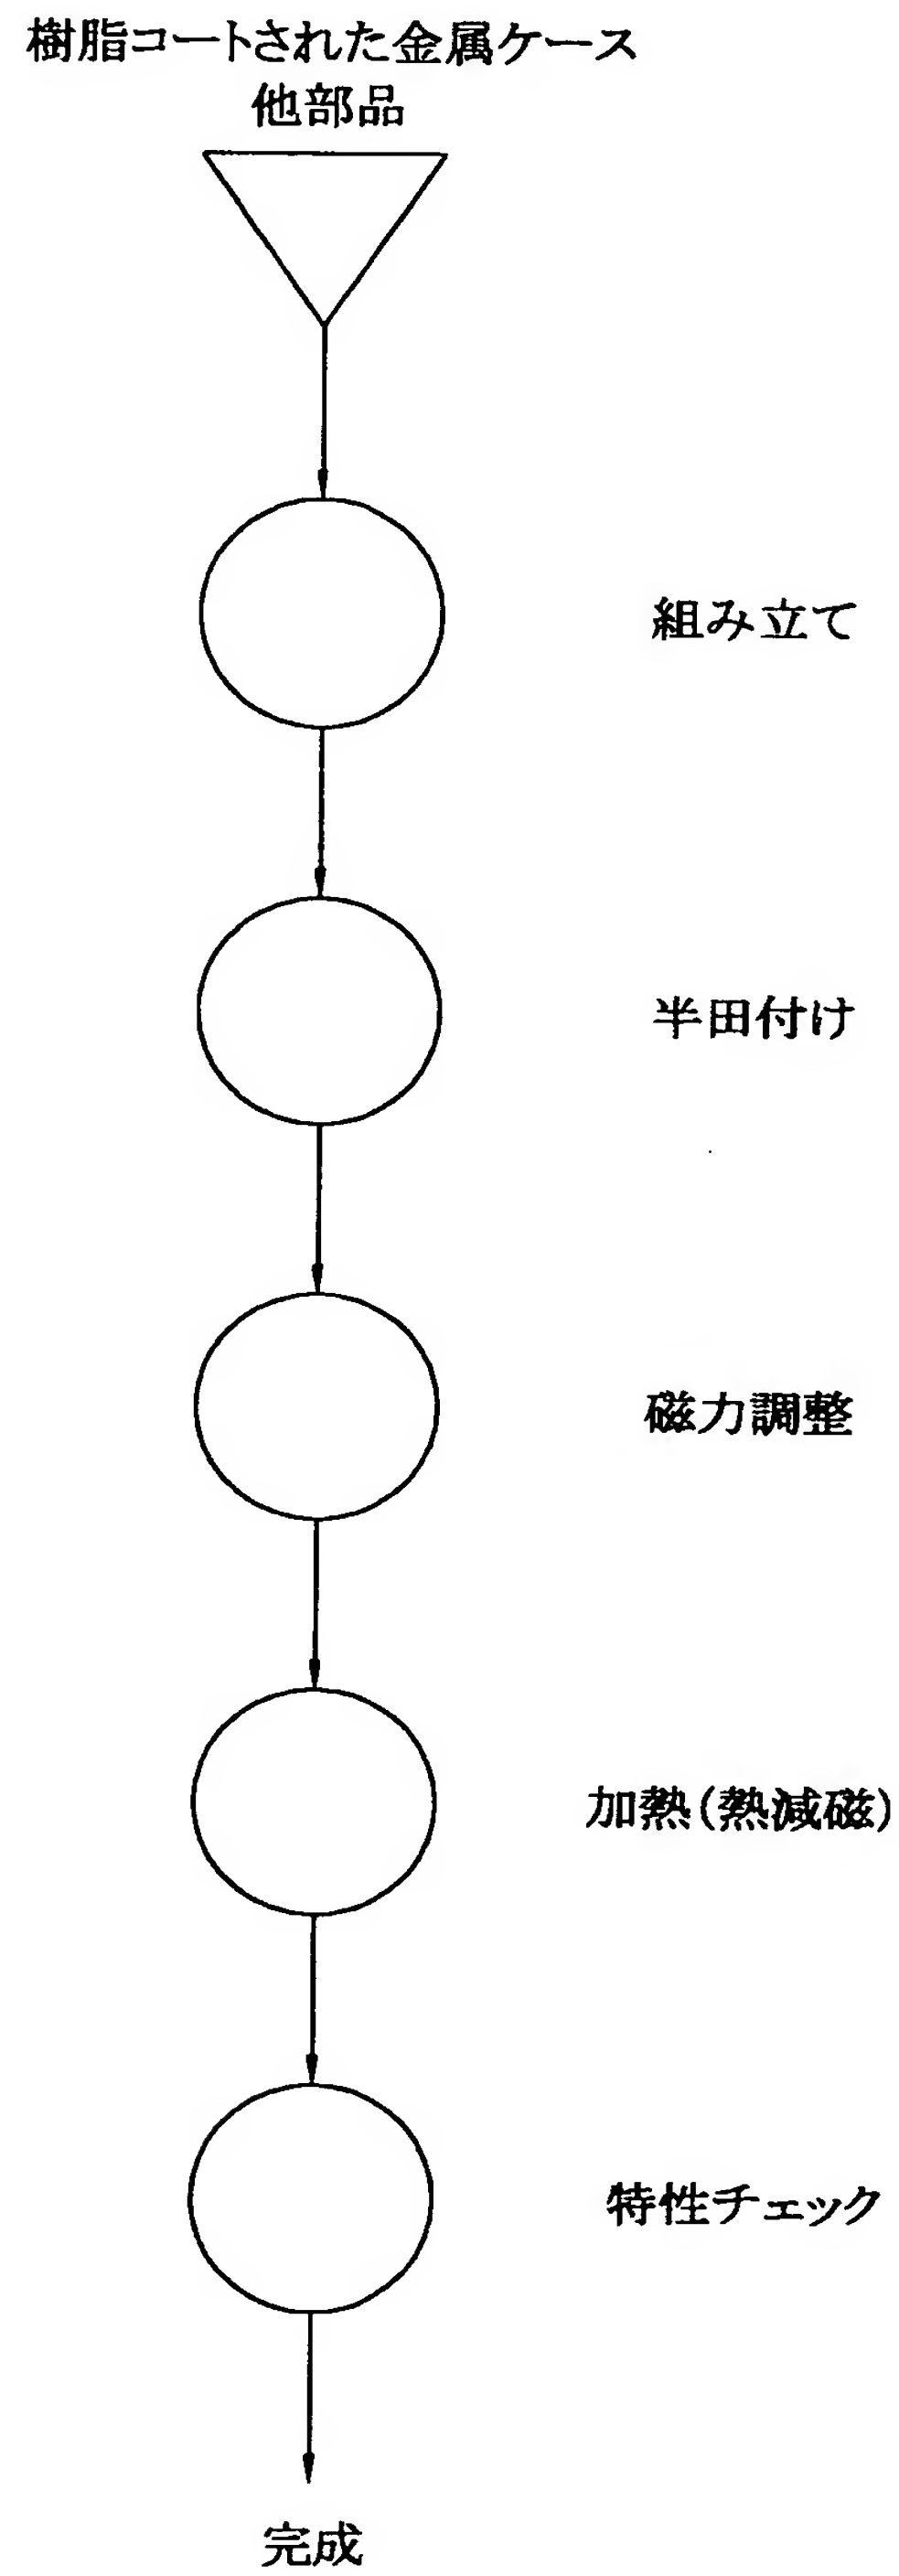 樹脂コートされた金属ケース
他部品
組み立て
半田付け
磁力調整
加熱(熱減磁)
特性チェック
完成